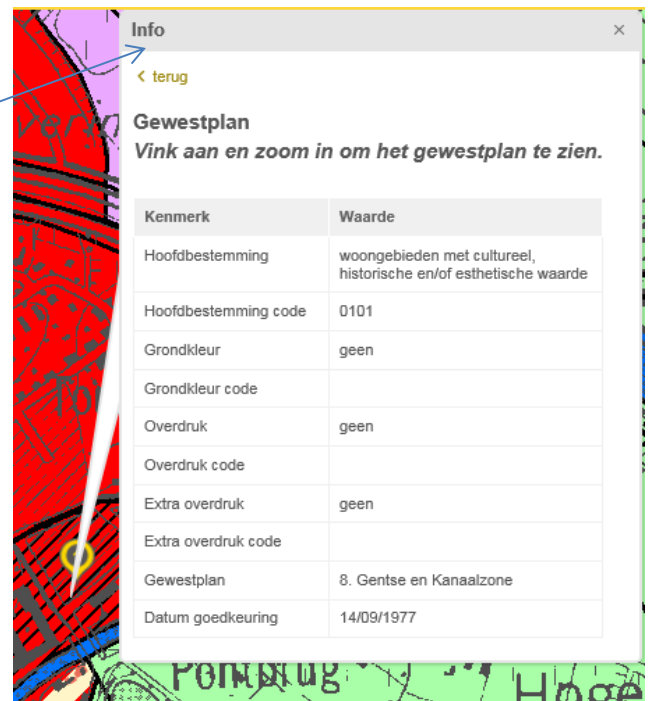 Info ×
< terug
Gewestplan
Vink aan en zoom in om het gewestplan te zien.
Kenmerk Waarde
Hoofdbestemming woongebieden met cultureel,
historische en/of esthetische waarde
Hoofdbestemming code 0101
Grondkleur geen
Grondkleur code
Overdruk geen
Overdruk code
Extra overdruk geen
Extra overdruk code
Gewestplan 8. Gentse en Kanaalzone
Datum goedkeuring 14/09/1977